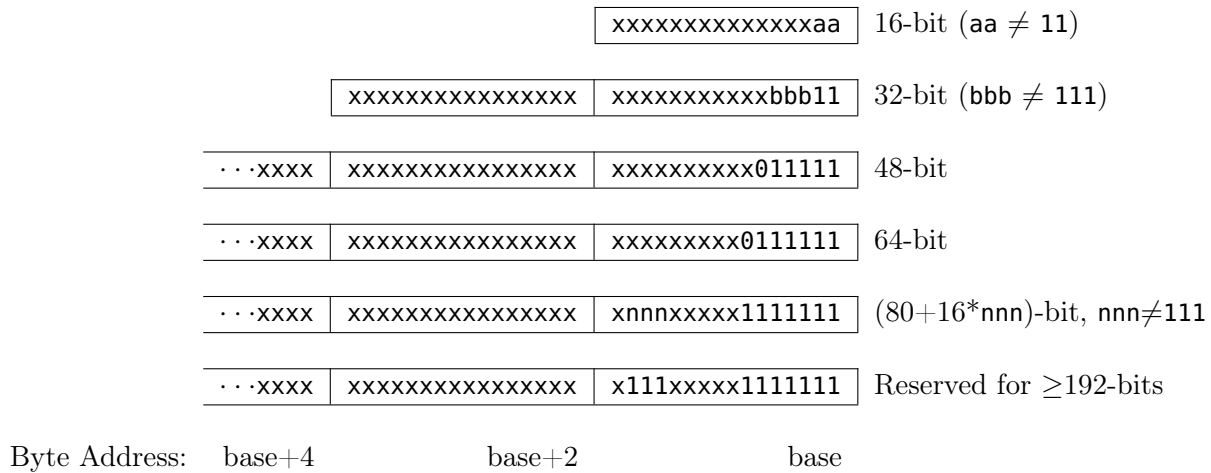 xxxxxxxxxxxxxxaa 16-bit (aa ≠ 11)
xxxxxxxxxxxxxxxx xxxxxxxxxxxbbb11 32-bit (bbb ≠ 111)
···xxxx xxxxxxxxxxxxxxxx xxxxxxxxxx011111 48-bit
···xxxx xxxxxxxxxxxxxxxx xxxxxxxxx0111111 64-bit
···xxxx xxxxxxxxxxxxxxxx xnnnxxxxx1111111 (80+16*nnn)-bit, nnn≠111
···xxxx xxxxxxxxxxxxxxxx x111xxxxx1111111 Reserved for ≥192-bits
Byte Address: base+4 base+2 base